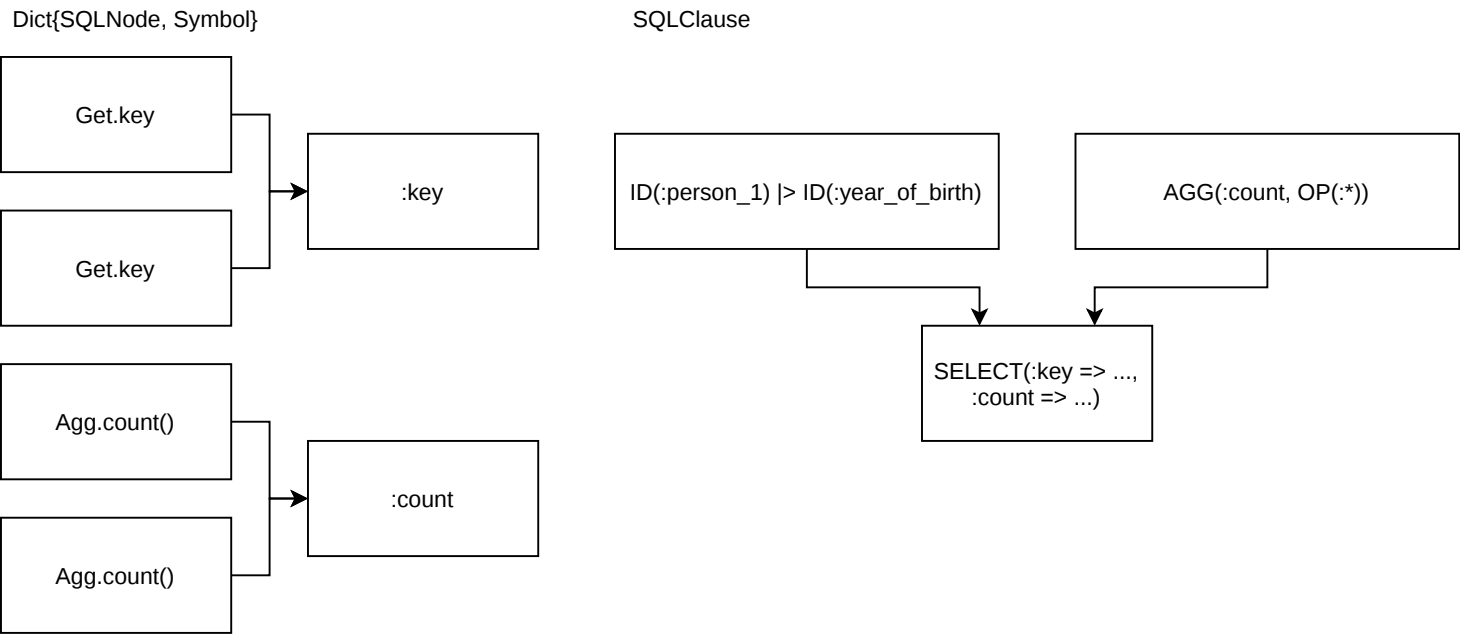 Dict{SQLNode, Symbol}
SQLClause
Get.key
:key
Get.key
ID(:person_1) |> ID(:year_of_birth)
AGG(:count, OP(:*))
SELECT(:key => ...,
:count => ...)
Agg.count()
:count
Agg.count()